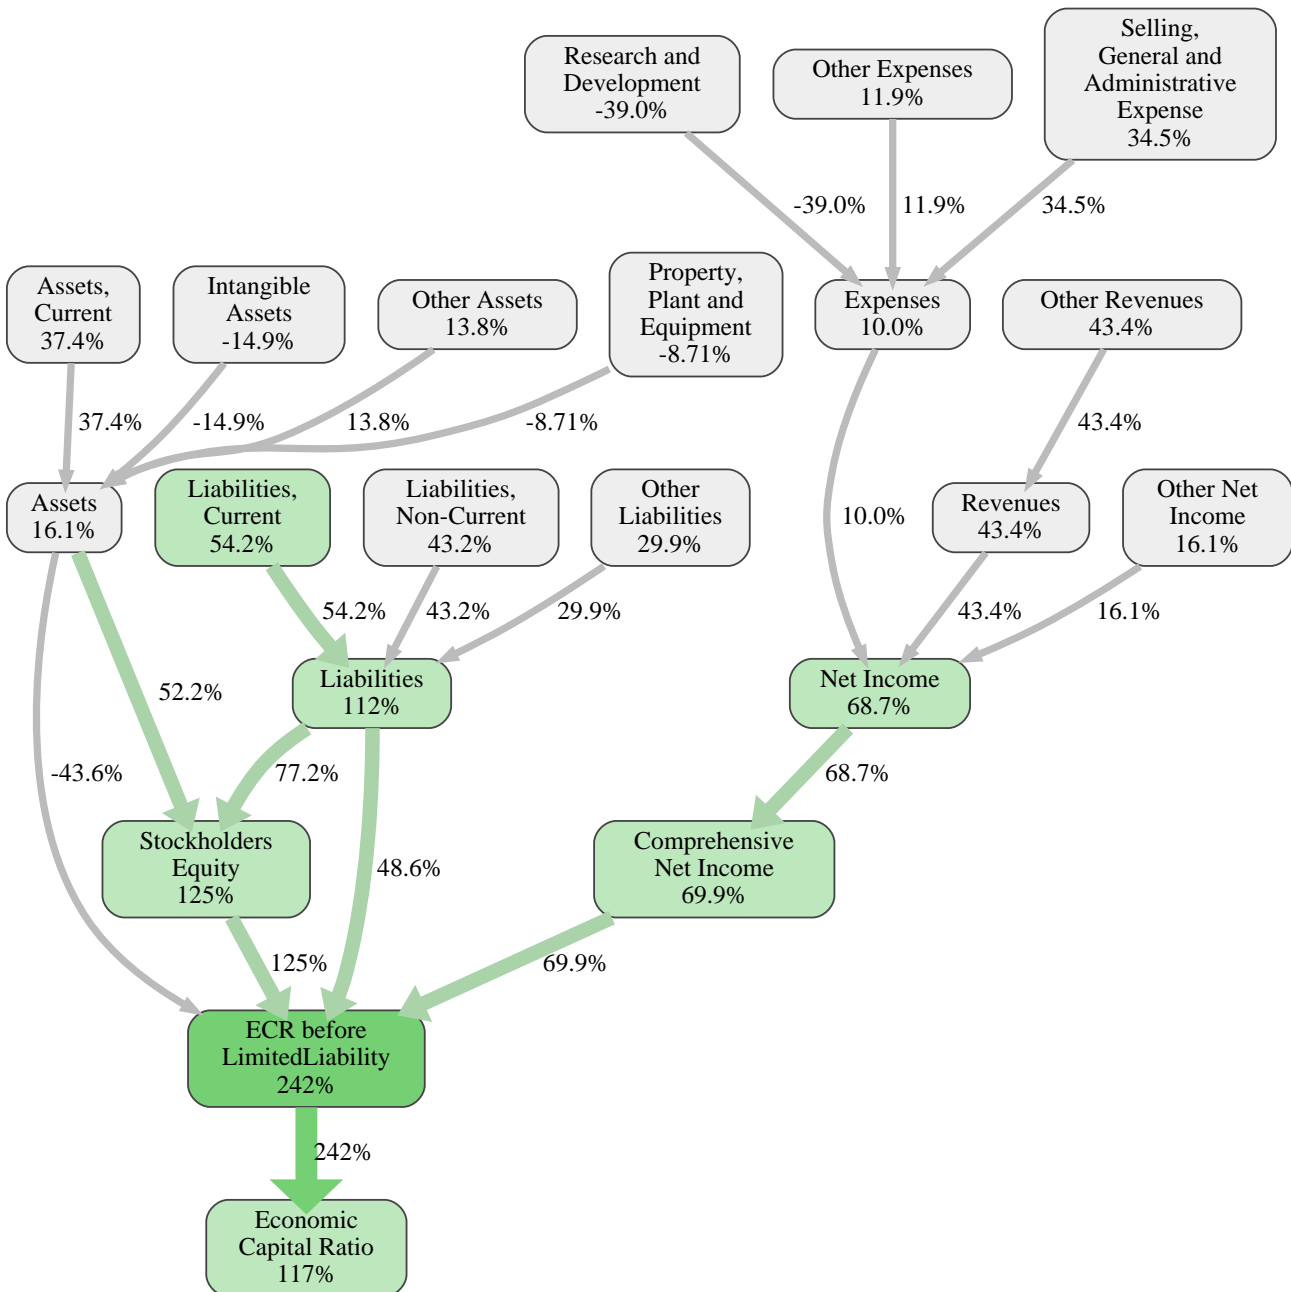 Research and
Development
-39.0%
Other Expenses
11.9%
Selling,
General and
Administrative
Expense
34.5%
-39.0%
11.9%
34.5%
Assets,
Current
37.4%
Intangible
Assets
-14.9%
Other Assets
13.8%
Property,
Plant and
Equipment
-8.71%
Expenses
10.0%
Other Revenues
43.4%
37.4%
-14.9%
13.8%
-8.71%
43.4%
Assets
16.1%
Liabilities,
Current
54.2%
Liabilities,
Non-Current
43.2%
Other
Liabilities
29.9%
10.0%
Revenues
43.4%
Other Net
Income
16.1%
54.2%
43.2%
29.9%
43.4%
16.1%
52.2%
Liabilities
112%
Net Income
68.7%
-43.6%
77.2%
68.7%
Stockholders
Equity
125%
48.6%
Comprehensive
Net Income
69.9%
125%
69.9%
ECR before
LimitedLiability
242%
242%
Economic
Capital Ratio
117%